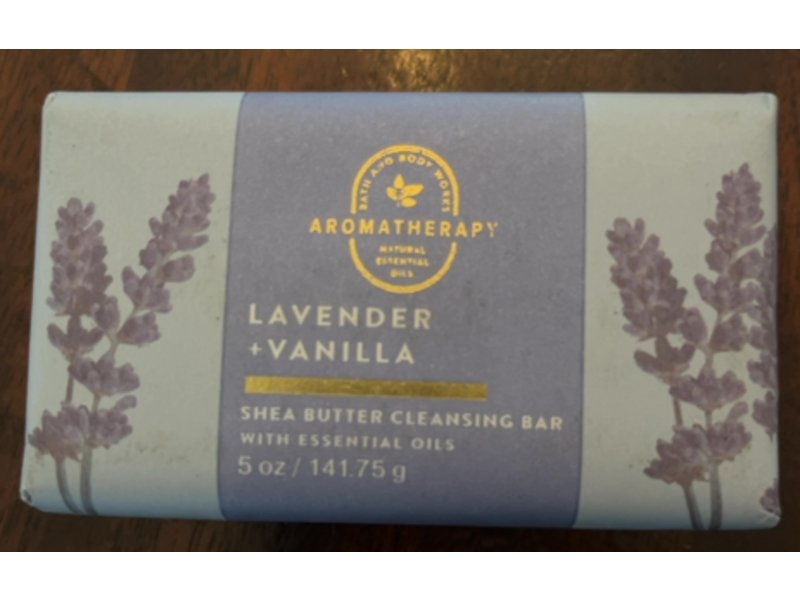 BATH AND BODY WORKS
AROMATHERAPY
NATURAL
ESSENTIAL
OILS
LAVENDER
+VANILLA
SHEA BUTTER CLEANSING BAR
WITH ESSENTIAL OILS
5 oz / 141.75 g